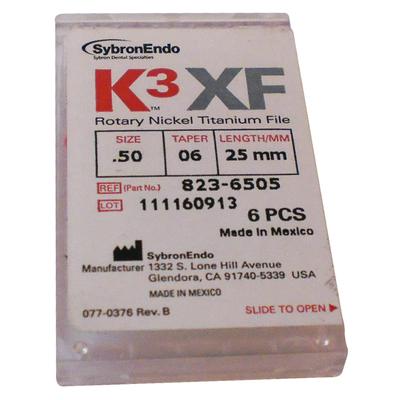 SybronEndo
Sybron Dental Specialties
K3™ XF
Rotary Nickel Titanium File
SIZE TAPER LENGTH/MM
.50 06 25 mm
REF (Part No.) 823-6505
LOT 111160913
6 PCS
Made in Mexico
SybronEndo
Manufacturer 1332 S. Lone Hill Avenue
Glendora, CA 91740-5339 USA
MADE IN MEXICO
077-0376 Rev. B SLIDE TO OPEN